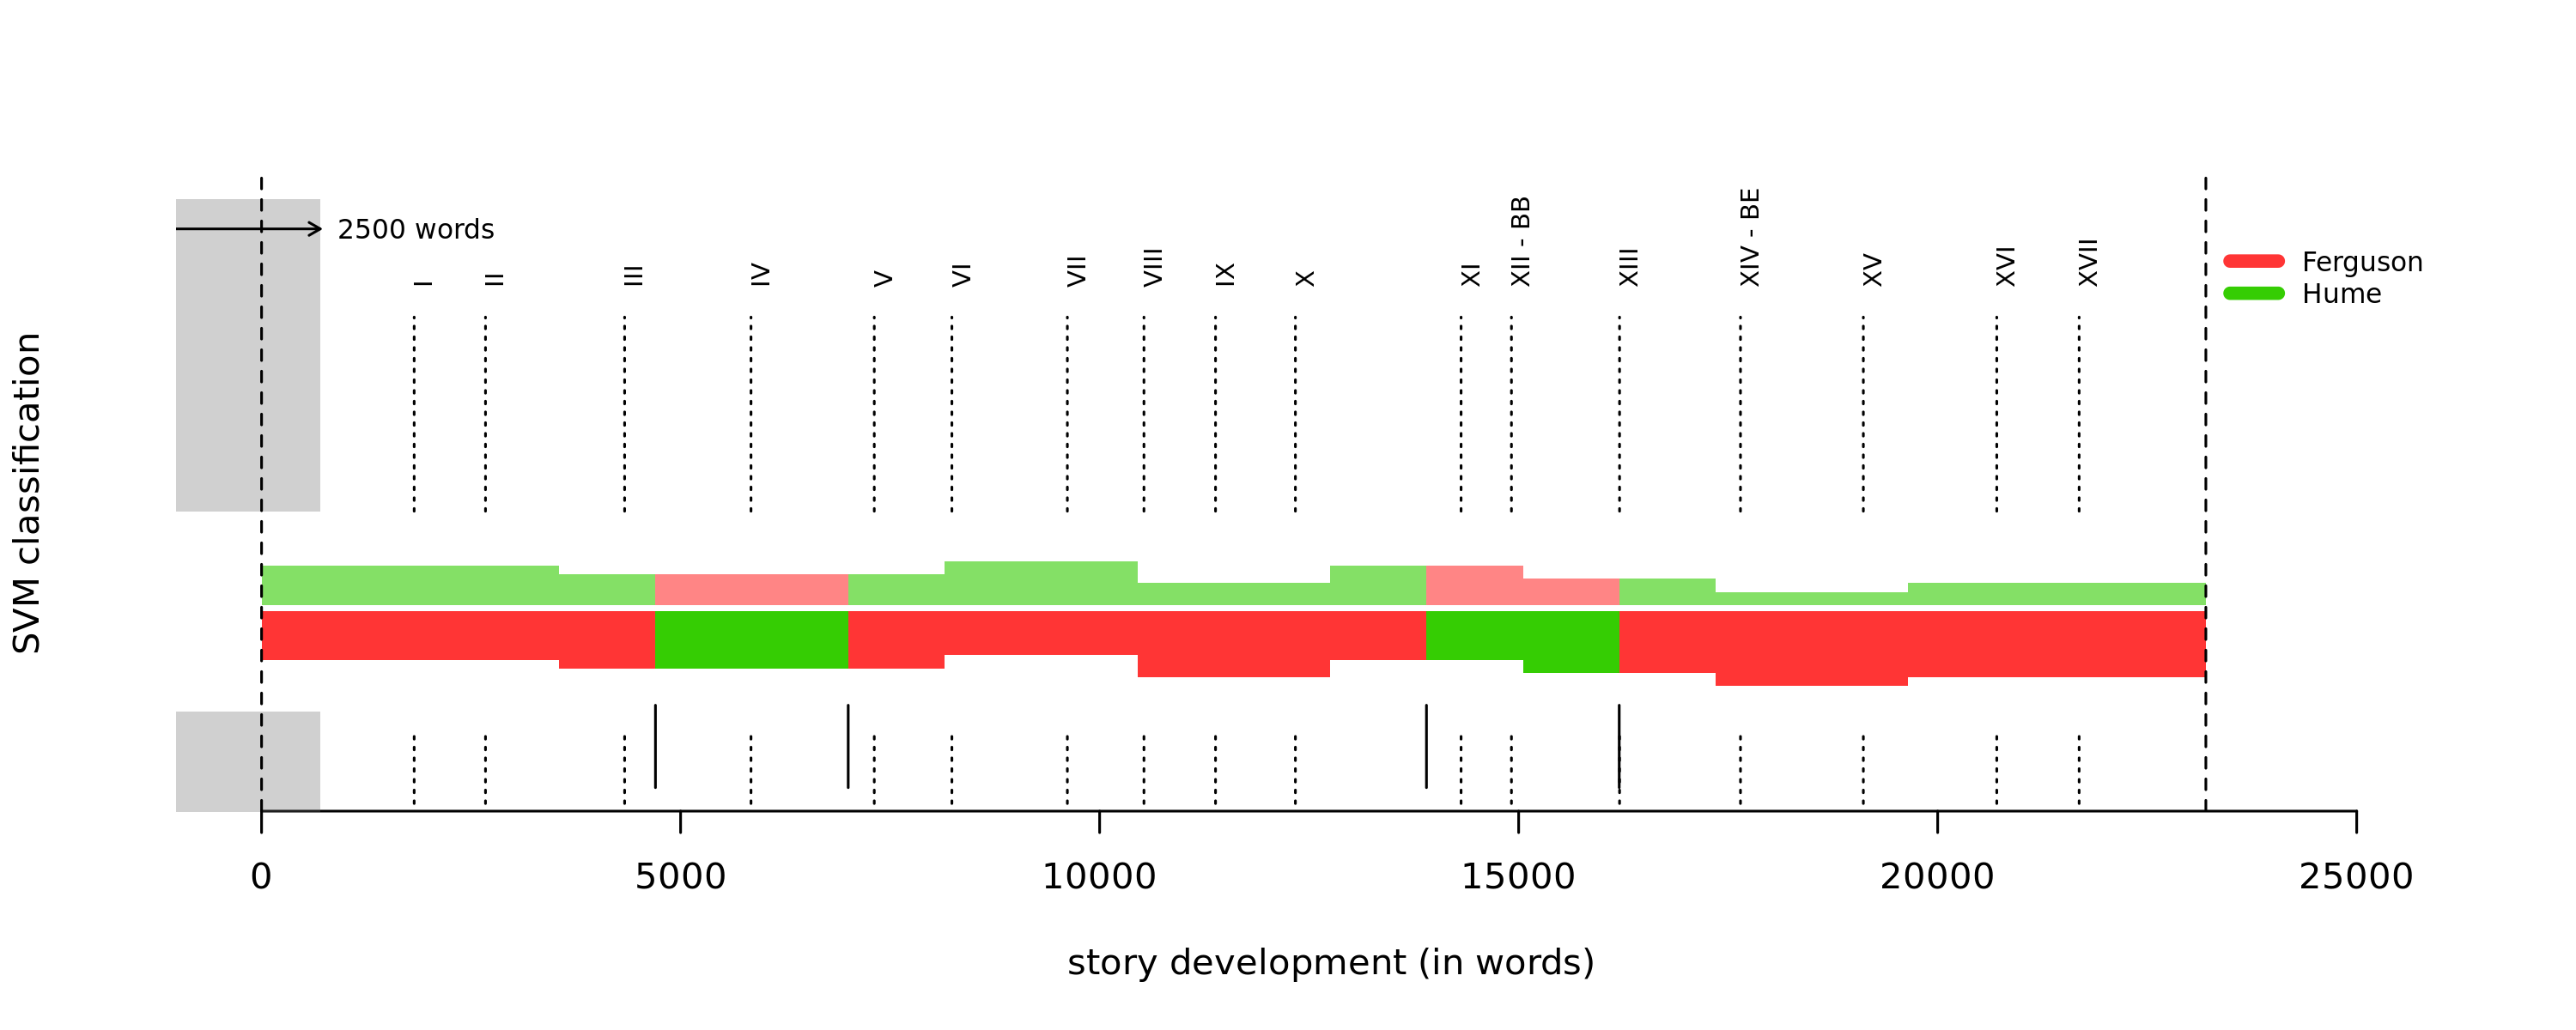 2500 words
I
II
III
IV
V
VI
VII
VIII
IX
X
XI
XII - BB
XIII
XIV - BE
XV
XVI
XVII
Ferguson
Hume
SVM classification
0
5000
10000
15000
20000
25000
story development (in words)